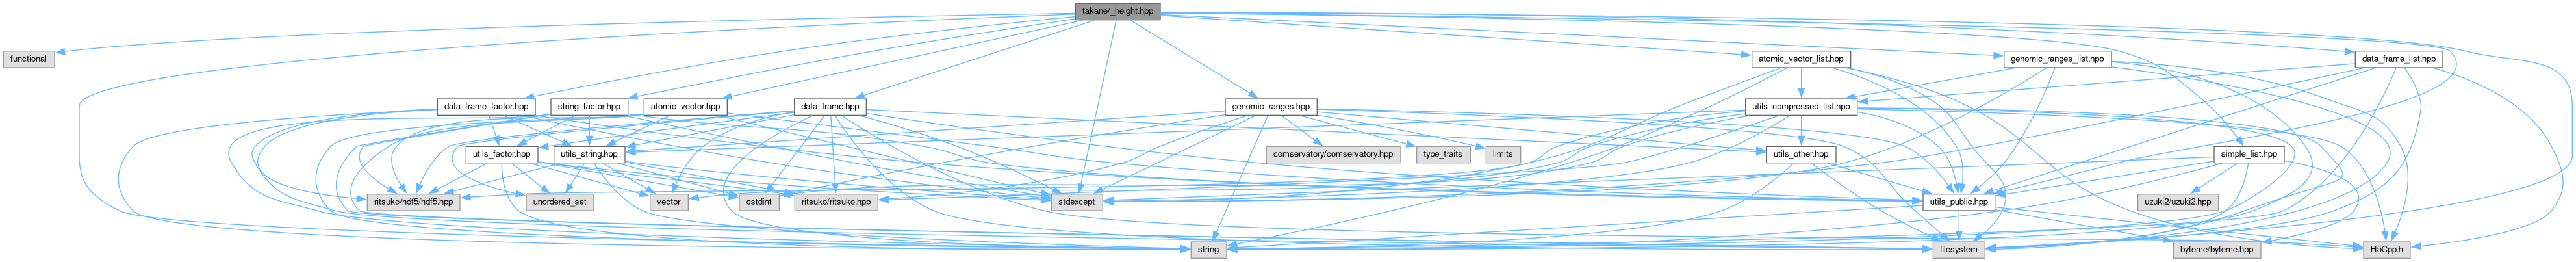 takane/_height.hpp
functional
atomic_vector_list.hpp
genomic_ranges_list.hpp
data_frame_list.hpp
data_frame_factor.hpp
string_factor.hpp
atomic_vector.hpp
data_frame.hpp
genomic_ranges.hpp
utils_compressed_list.hpp
utils_factor.hpp
utils_string.hpp
comservatory/comservatory.hpp
type_traits
limits
utils_other.hpp
simple_list.hpp
ritsuko/hdf5/hdf5.hpp
unordered_set
vector
cstdint
ritsuko/ritsuko.hpp
stdexcept
utils_public.hpp
uzuki2/uzuki2.hpp
string
filesystem
byteme/byteme.hpp
H5Cpp.h